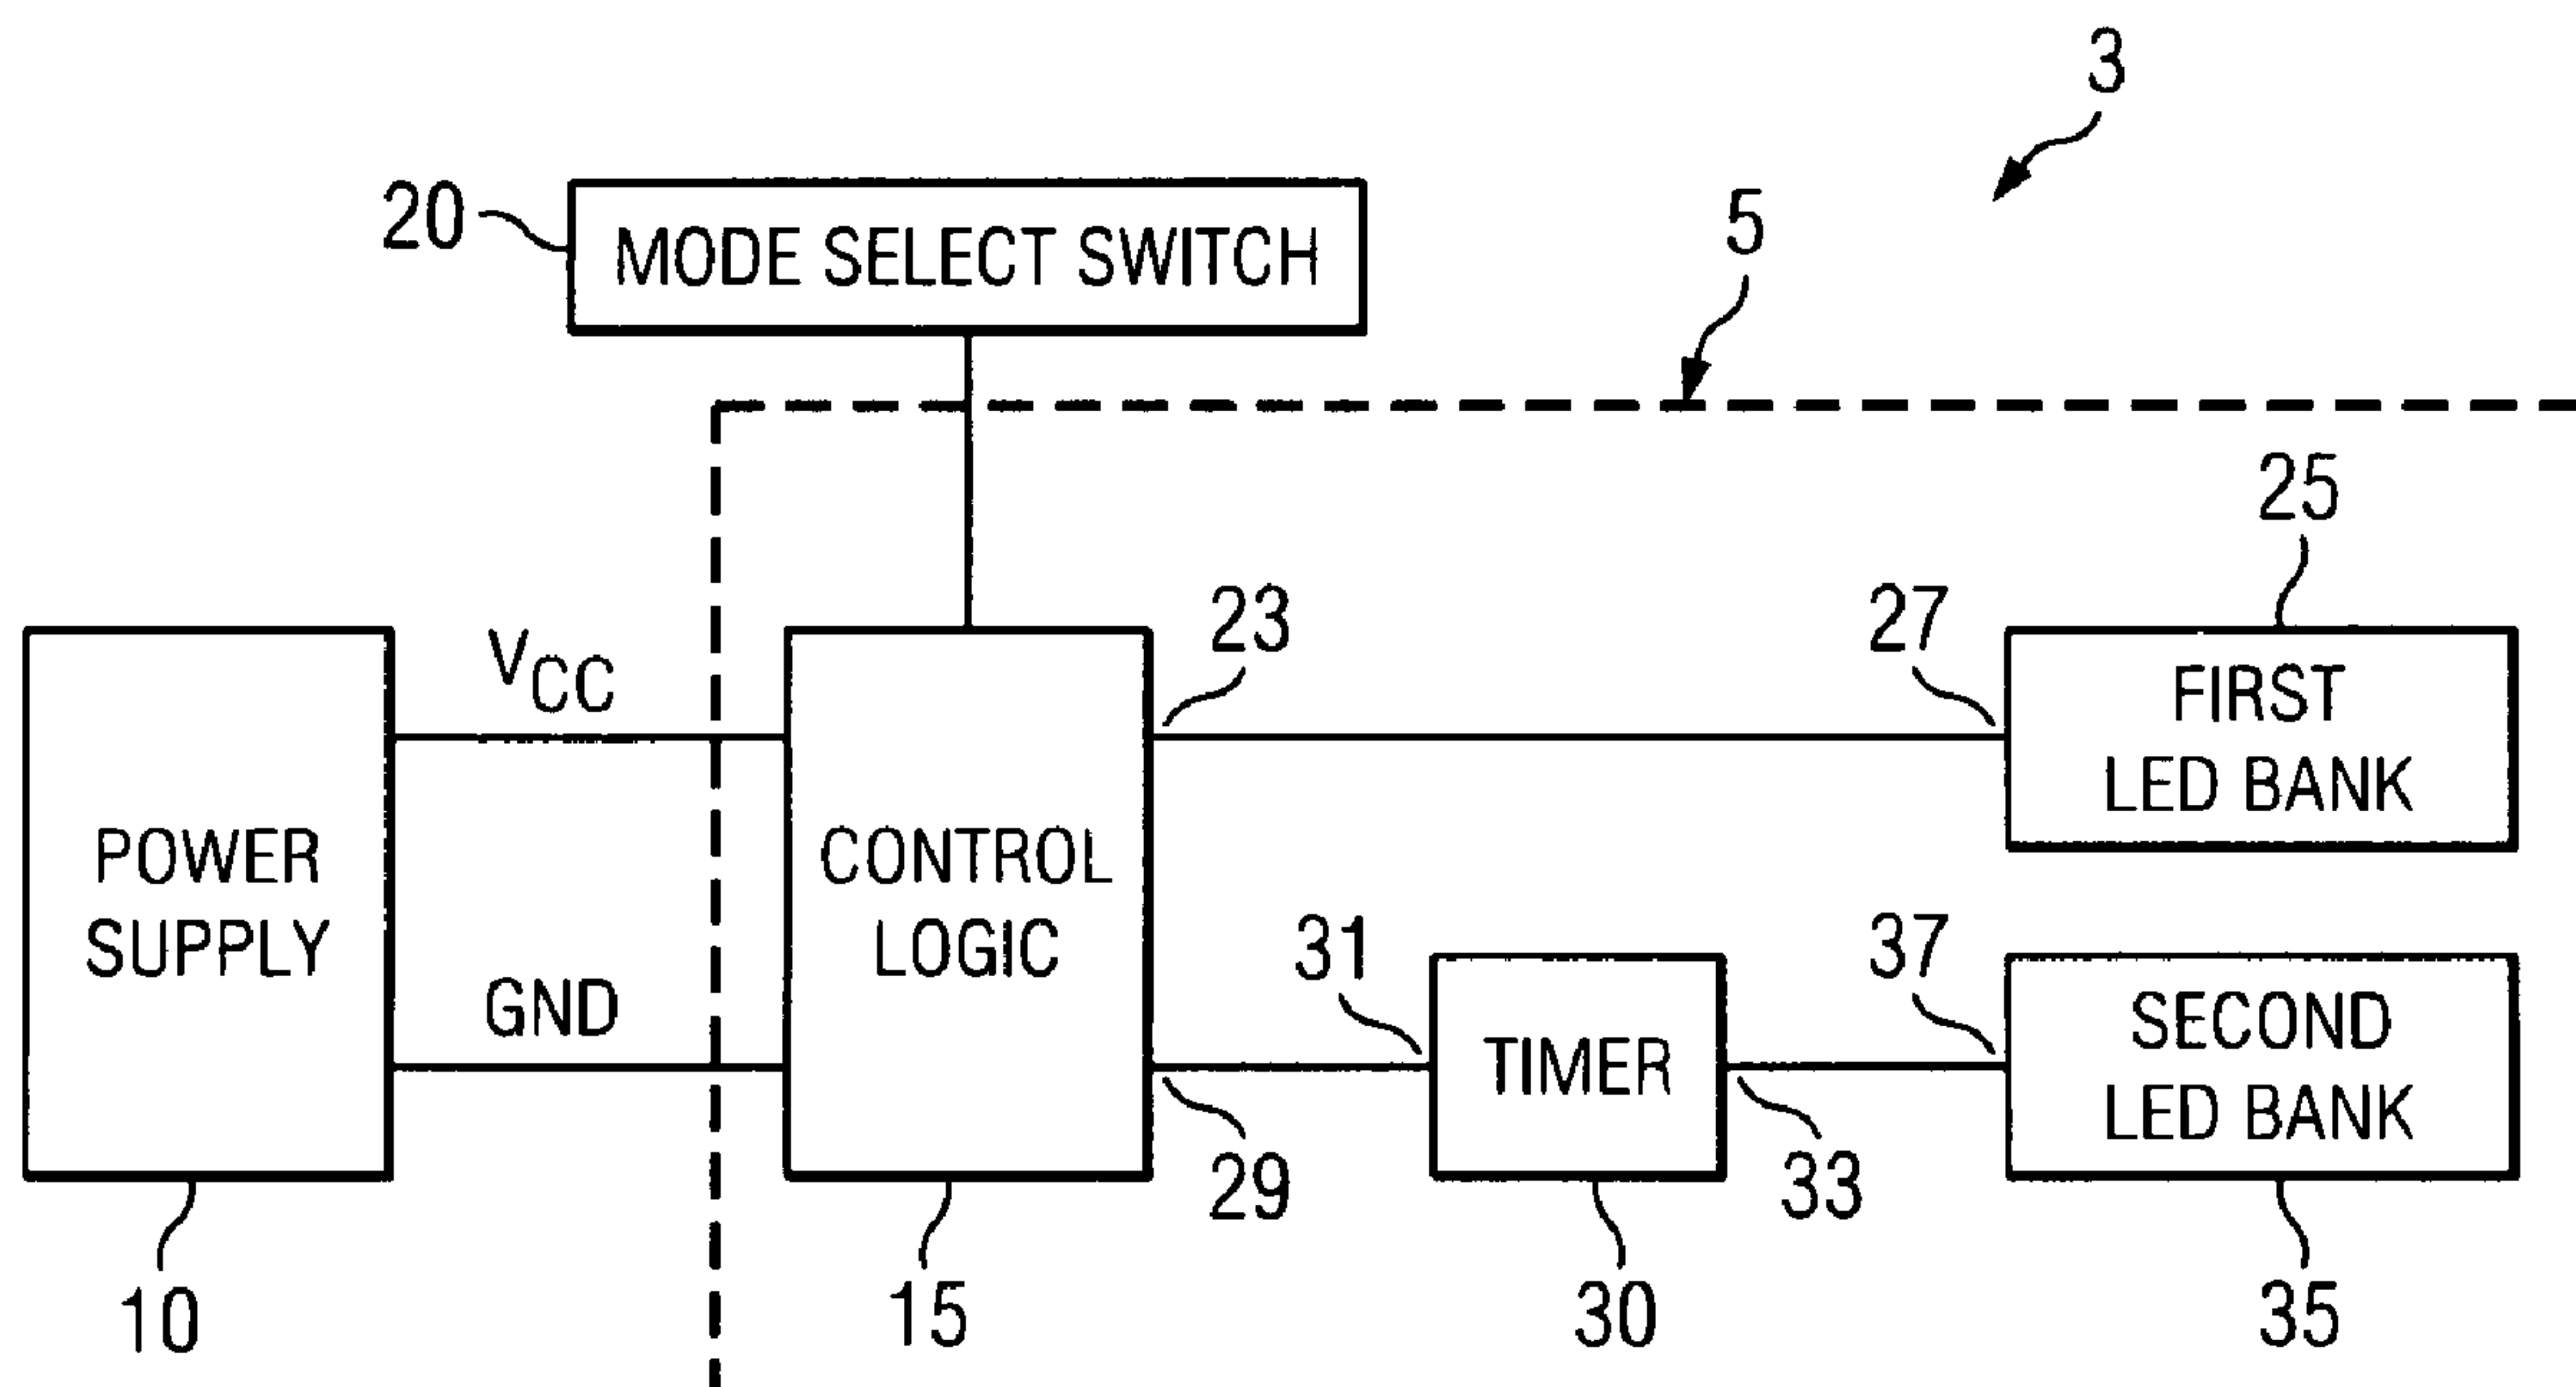 3
5
20
MODE SELECT SWITCH
25
23
27
VCC
FIRST
LED BANK
POWER
SUPPLY
CONTROL
LOGIC
GND
31
37
TIMER
SECOND
LED BANK
29
33
10
15
30
35